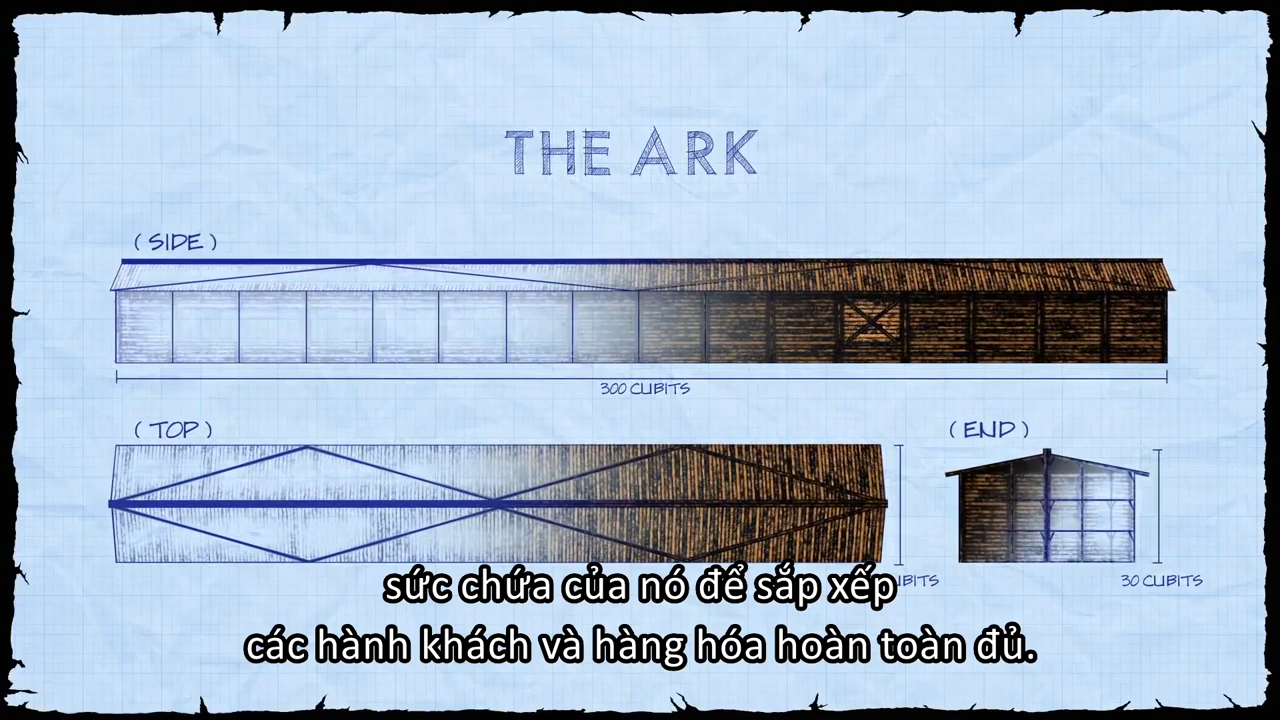 THE ARK
( SIDE )
300 CUBITS
( TOP )
( END )
30 CUBITS
sức chứa của nó để sắp xếp
các hành khách và hàng hóa hoàn toàn đủ.